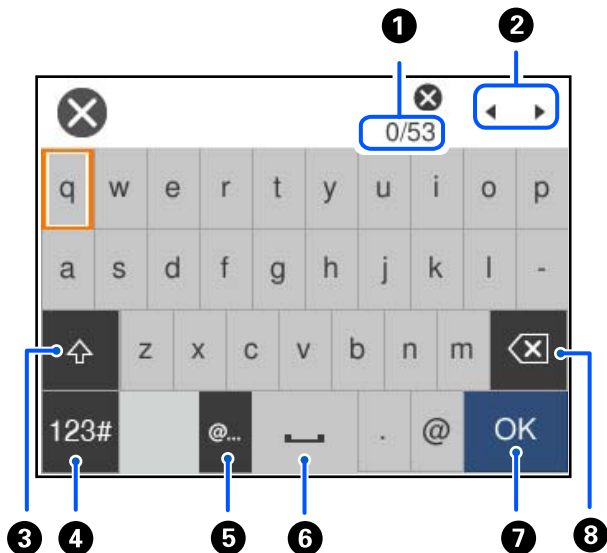 1 2
0/53
q w e r t y u i o p
a s d f g h j k l -
z x c v b n m
123# @... . @ OK
3 4 5 6 7 8